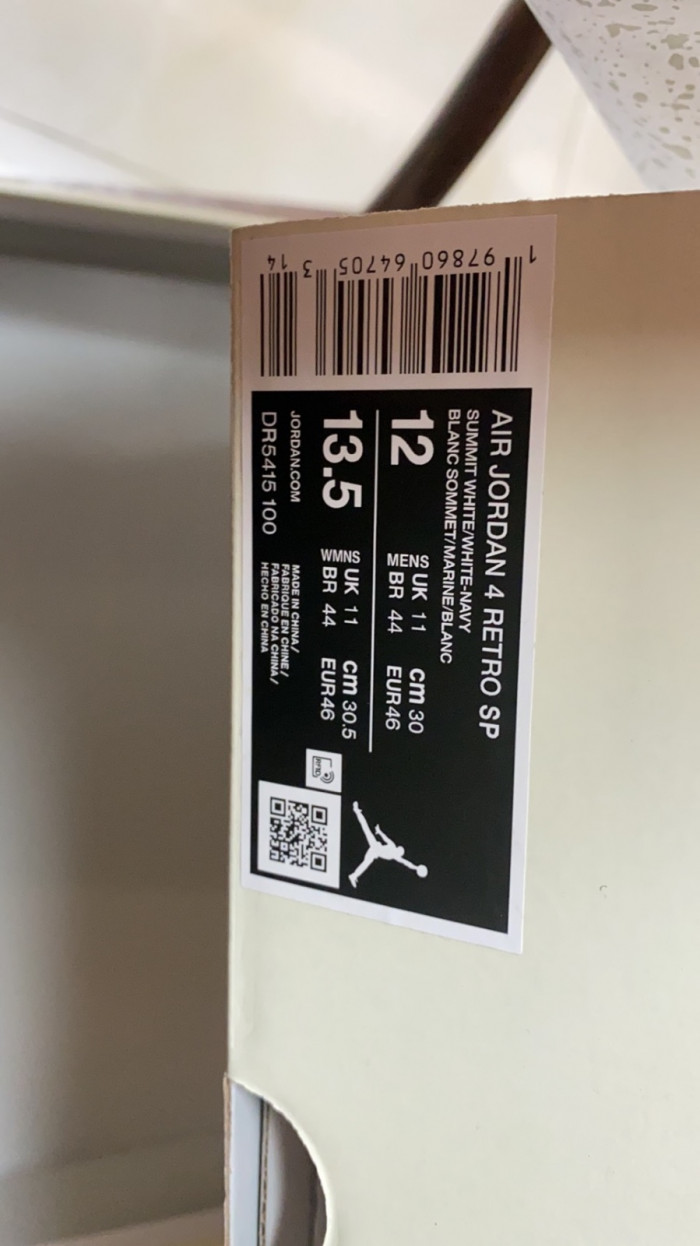 1 97860 64705 3 14
AIR JORDAN 4 RETRO SP
SUMMIT WHITE/WHITE-NAVY
BLANC SOMMET/MARINE/BLANC
12 MENS UK 11 cm 30
BR 44 EUR46
13.5 WMNS UK 11 cm 30.5
BR 44 EUR46
JORDAN.COM
DR5415 100
MADE IN CHINA/
FABRIQUE EN CHINE/
FABRICADO NA CHINA/
HECHO EN CHINA
RFID